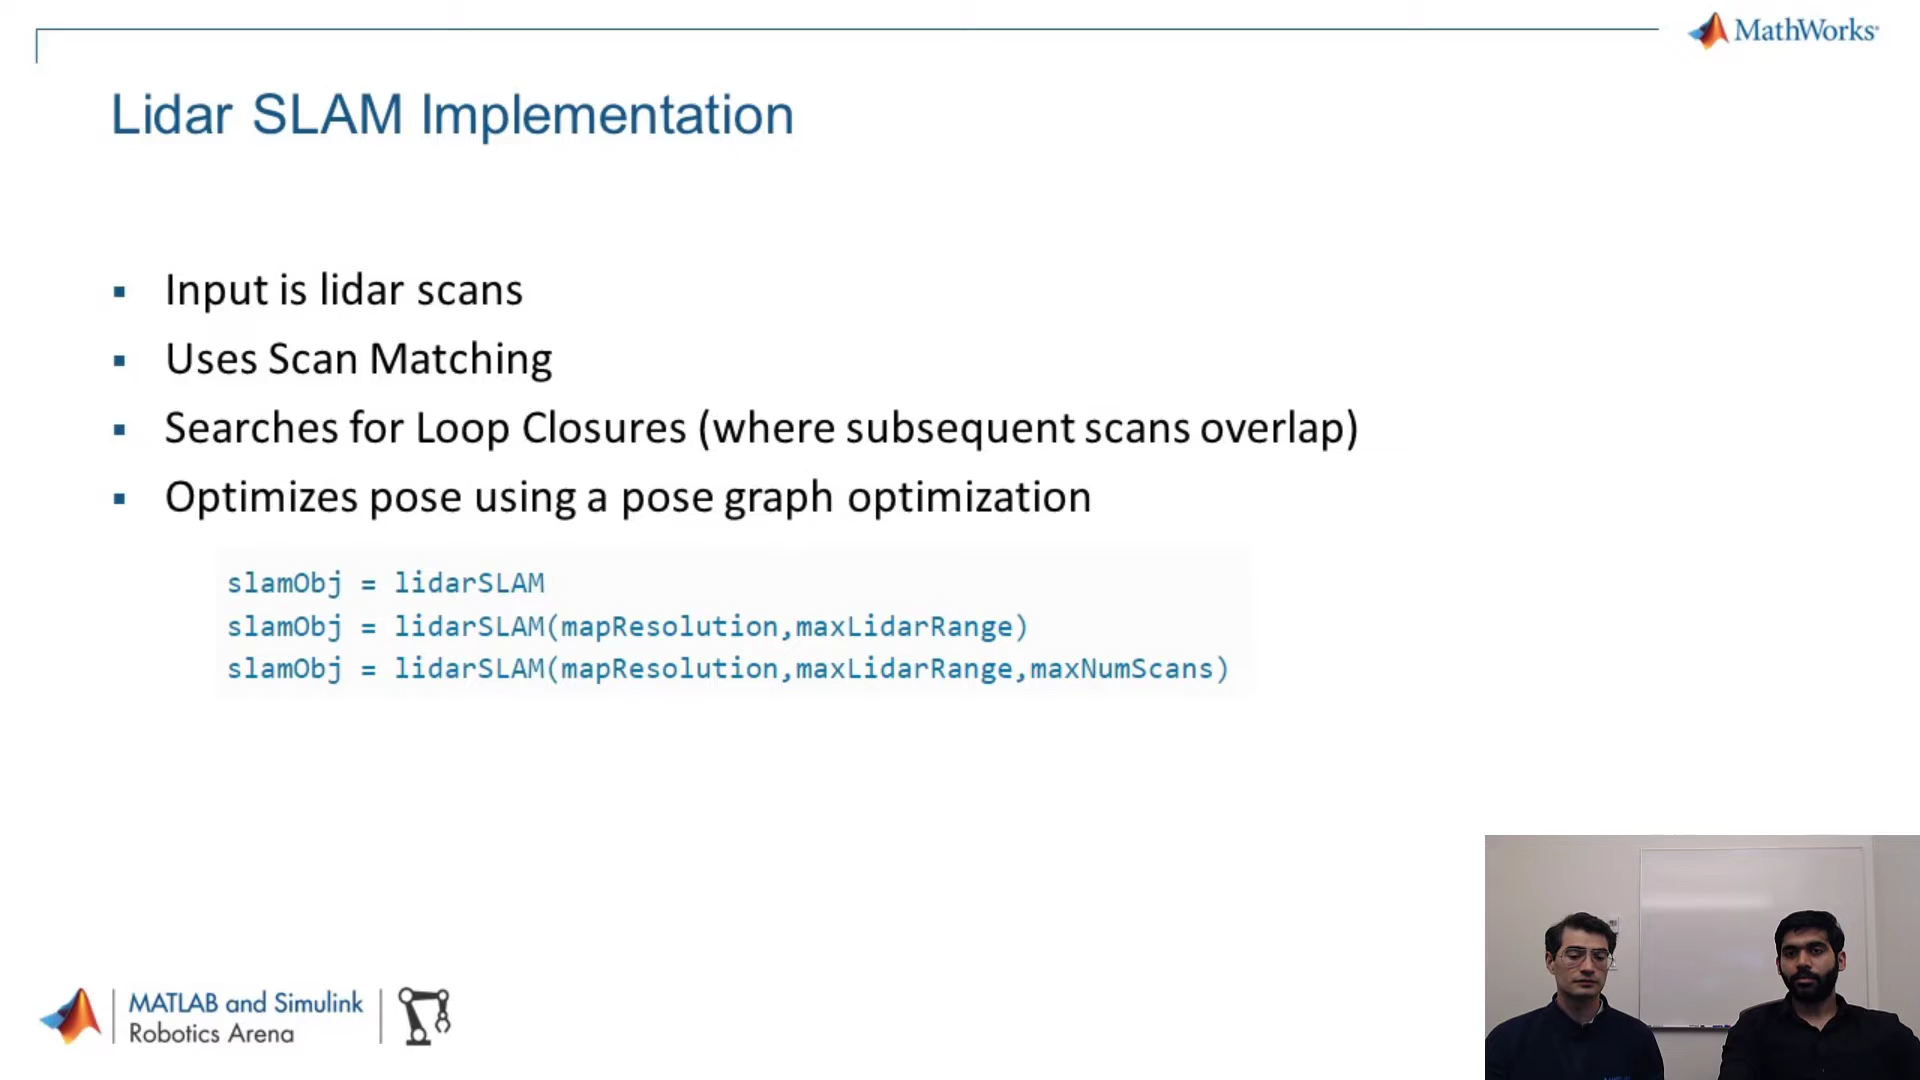 MathWorks®
Lidar SLAM Implementation
▪ Input is lidar scans
▪ Uses Scan Matching
▪ Searches for Loop Closures (where subsequent scans overlap)
▪ Optimizes pose using a pose graph optimization
slamObj = lidarSLAM
slamObj = lidarSLAM(mapResolution,maxLidarRange)
slamObj = lidarSLAM(mapResolution,maxLidarRange,maxNumScans)
MATLAB and Simulink
Robotics Arena